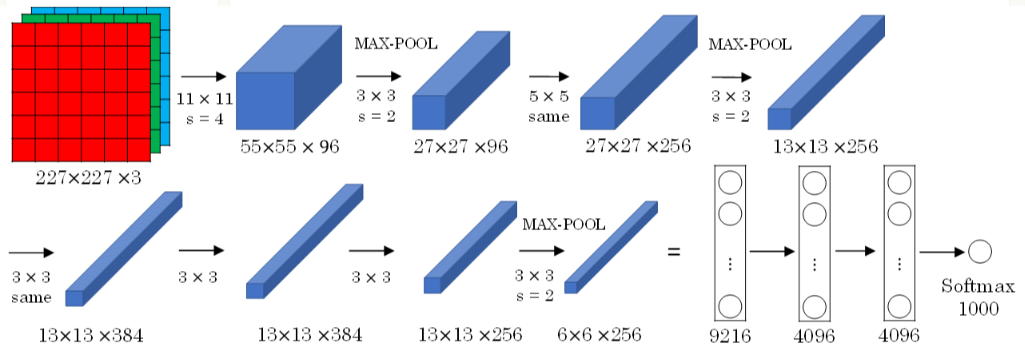 227×227 ×3
11 × 11
s = 4
55×55 × 96
MAX-POOL
3 × 3
s = 2
27×27 ×96
5 × 5
same
27×27 ×256
MAX-POOL
3 × 3
s = 2
13×13 ×256
3 × 3
same
13×13 ×384
3 × 3
13×13 ×384
3 × 3
13×13 ×256
MAX-POOL
3 × 3
s = 2
6×6 ×256
=
⋮
9216
⋮
4096
⋮
4096
Softmax
1000